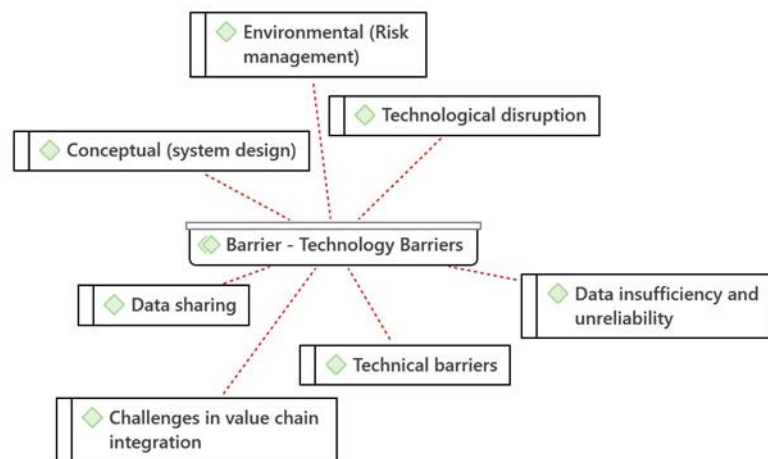 Environmental (Risk
management)
Technological disruption
Conceptual (system design)
Barrier - Technology Barriers
Data sharing
Data insufficiency and
unreliability
Technical barriers
Challenges in value chain
integration